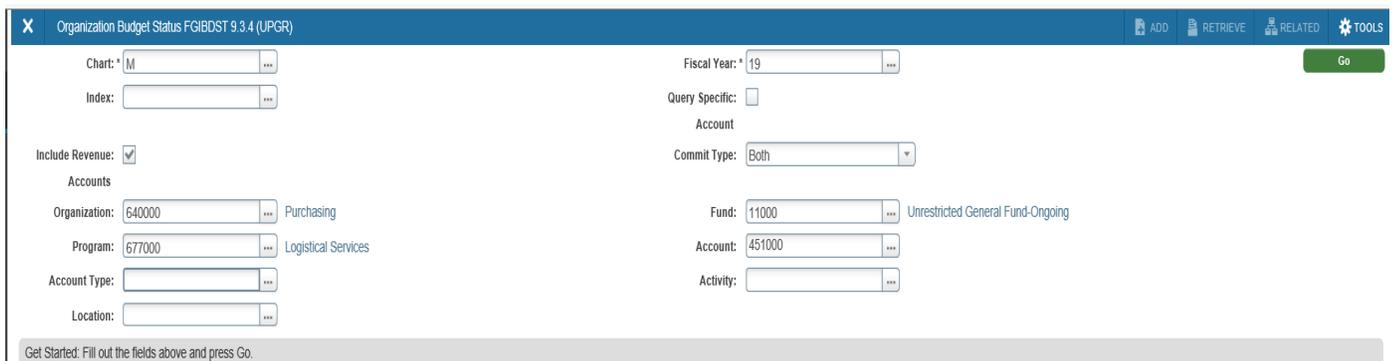 X Organization Budget Status FGIBDST 9.3.4 (UPGR) ADD RETRIEVE RELATED TOOLS
Chart: * M ... Fiscal Year: * 19 ... Go
Index: ... Query Specific:
Account
Include Revenue: Commit Type: Both
Accounts
Organization: 640000 ... Purchasing Fund: 11000 ... Unrestricted General Fund-Ongoing
Program: 677000 ... Logistical Services Account: 451000 ...
Account Type: ... Activity: ...
Location: ...
Get Started: Fill out the fields above and press Go.